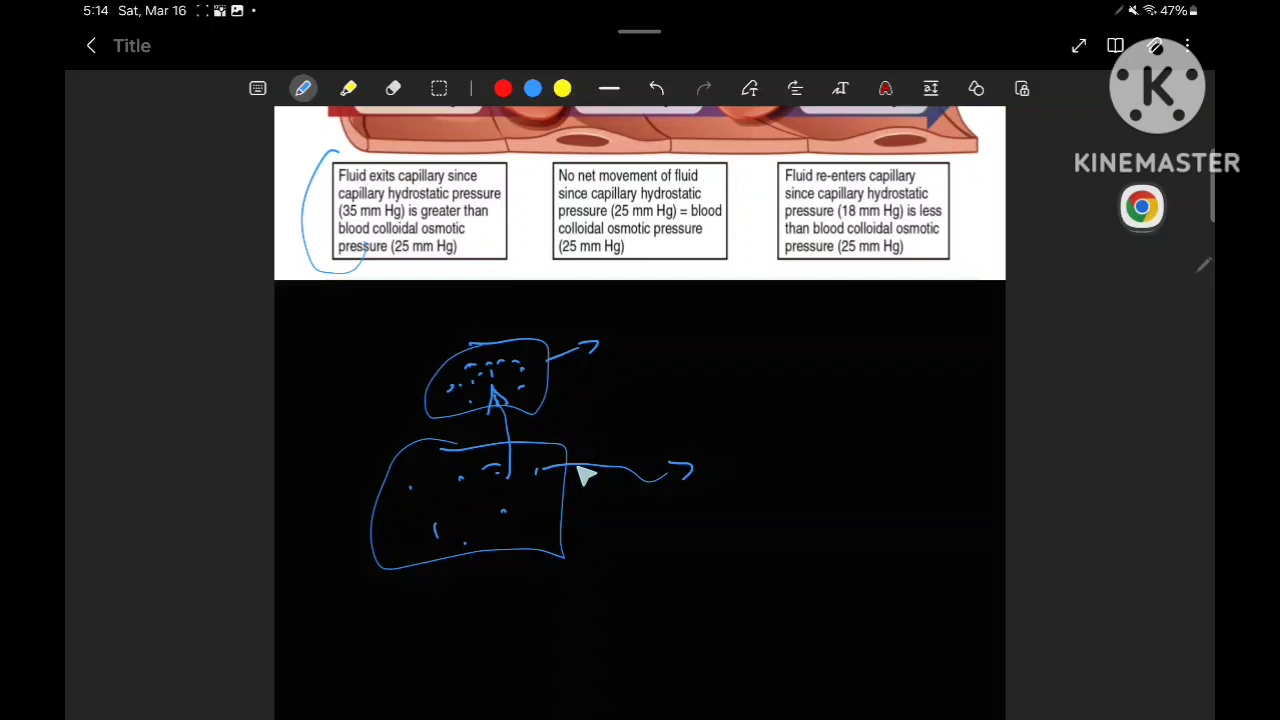 5:14 Sat, Mar 16
47%
Title
K
KINEMASTER
Fluid exits capillary since
capillary hydrostatic pressure
(35 mm Hg) is greater than
blood colloidal osmotic
pressure (25 mm Hg)
No net movement of fluid
since capillary hydrostatic
pressure (25 mm Hg) = blood
colloidal osmotic pressure
(25 mm Hg)
Fluid re-enters capillary
since capillary hydrostatic
pressure (18 mm Hg) is less
than blood colloidal osmotic
pressure (25 mm Hg)